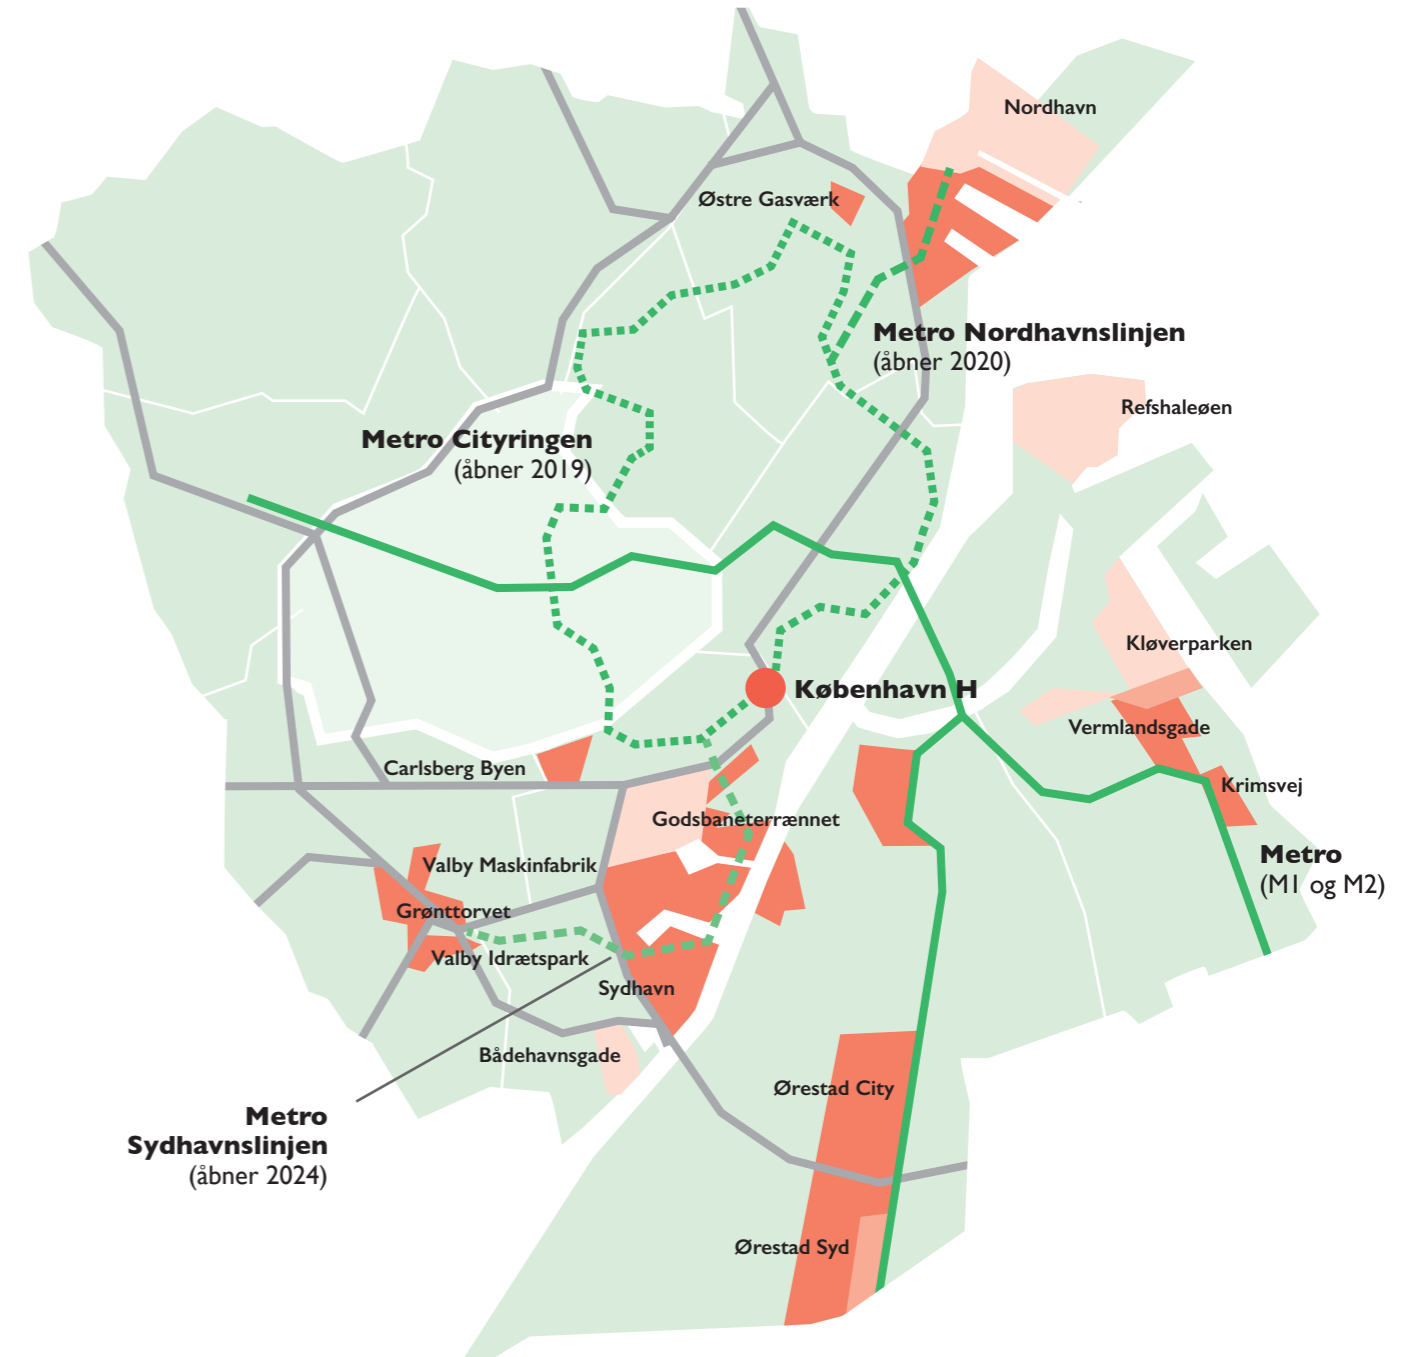 Nordhavn
Østre Gasværk
Metro Nordhavnslinjen
(åbner 2020)
Refshaleøen
Metro Cityringen
(åbner 2019)
Kløverparken
København H
Vermlandsgade
Carlsberg Byen
Krimsvej
Godsbaneterrænnet
Metro
(M1 og M2)
Valby Maskinfabrik
Grønttorvet
Valby Idrætspark
Sydhavn
Bådehavnsgade
Ørestad City
Metro
Sydhavnslinjen
(åbner 2024)
Ørestad Syd